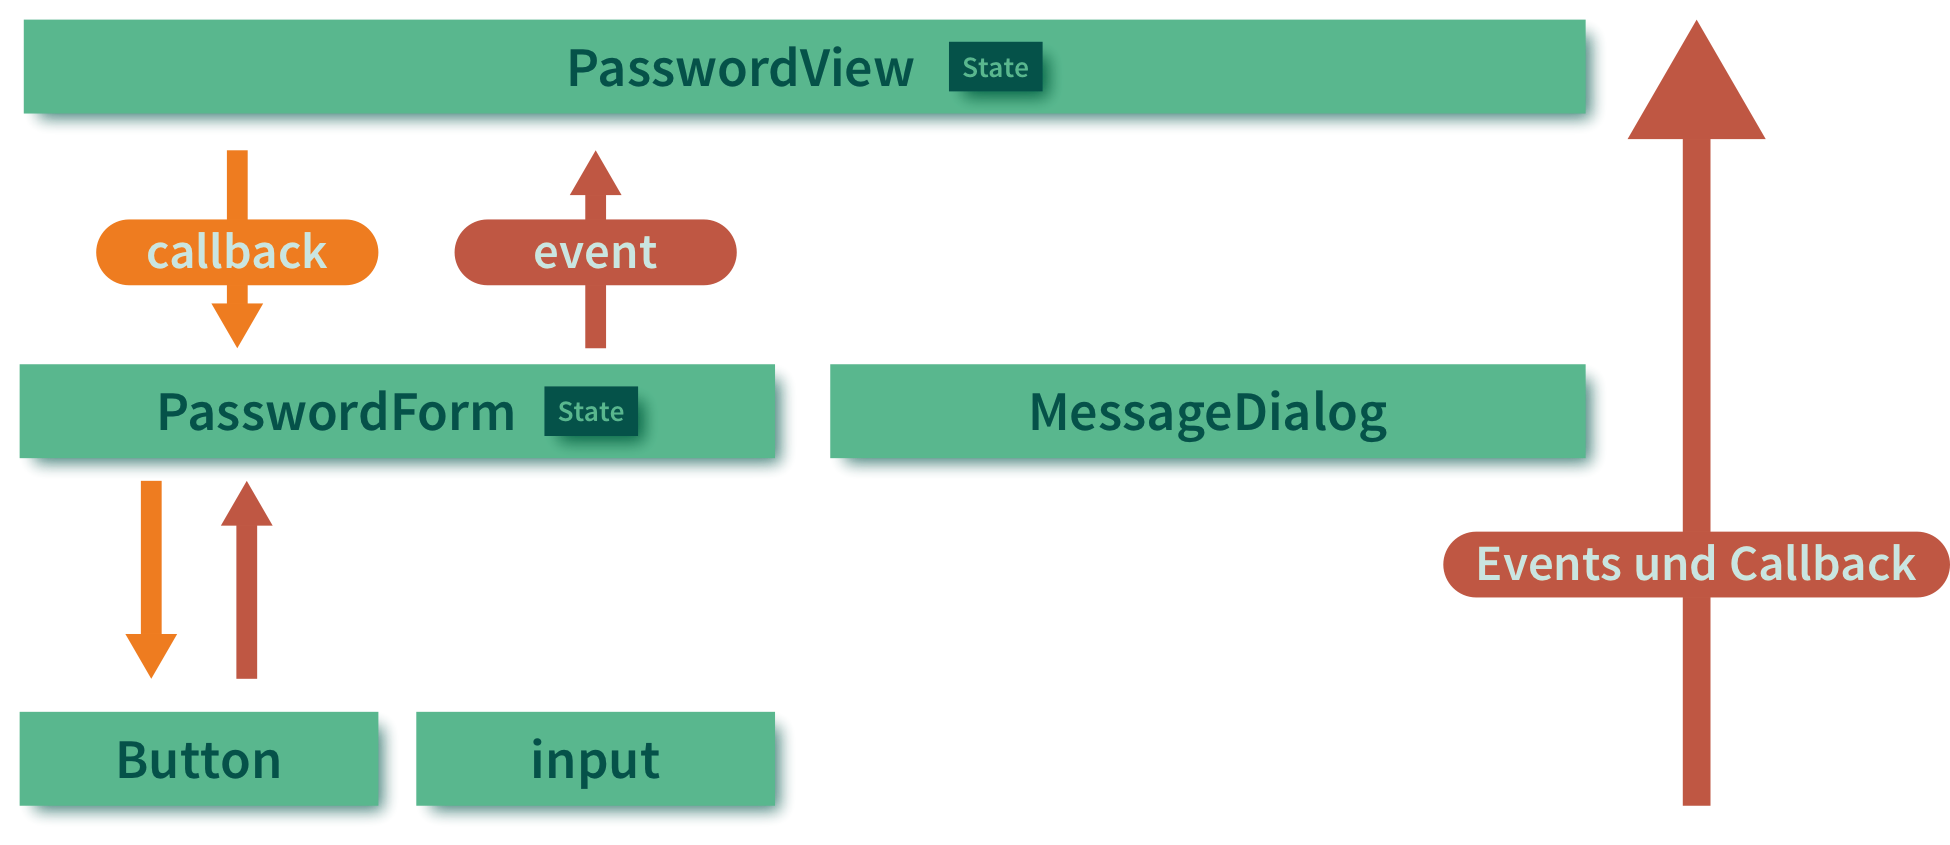 PasswordView State
callback
event
PasswordForm State
MessageDialog
Events und Callback
Button
input